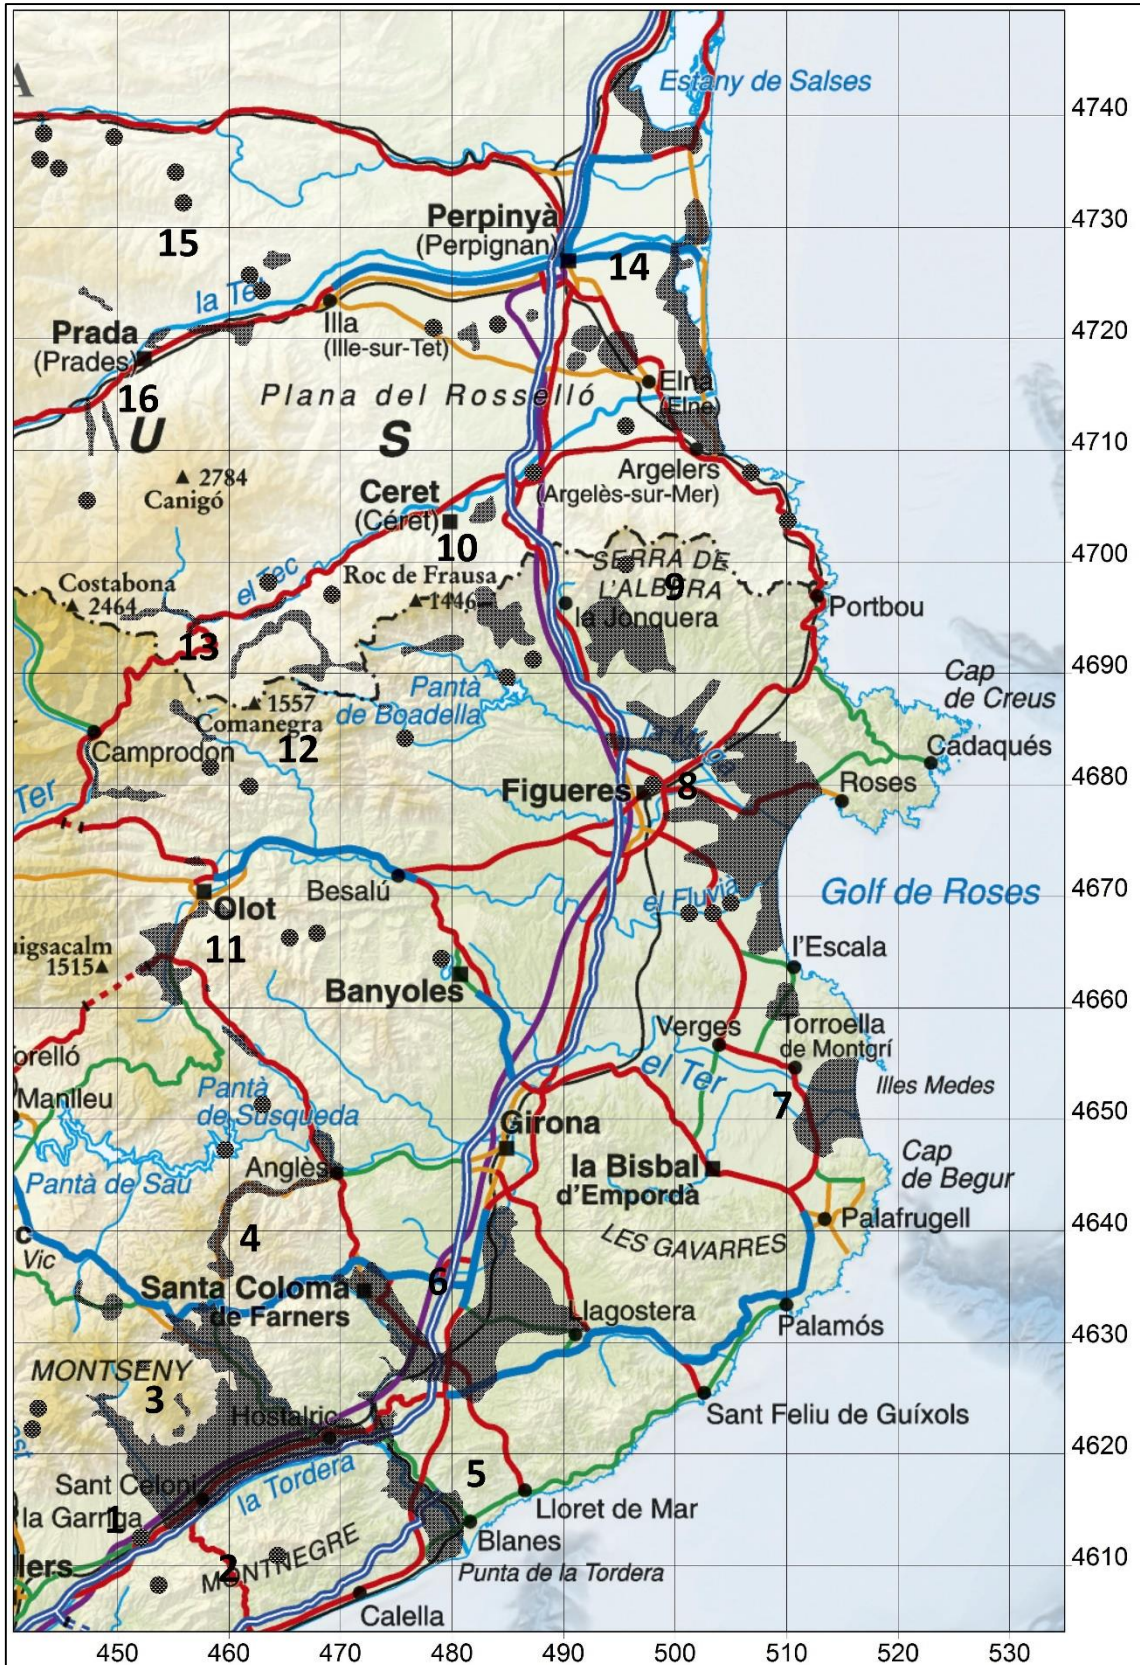 A
Estany de Salses
4740
Perpinyà
(Perpignan)
4730
15
14
la Tet
Illa
(Ille-sur-Tet)
4720
Prada
(Prades)
16
Plana del Rosselló
Elna
(Elne)
U
S
4710
2784
Canigó
Argelers
(Argelès-sur-Mer)
Ceret
(Céret)
10
4700
SERRA DE
L'ALBERA
9
Costabona
2464
el Tec
Roc de Frausa
1446
la Jonquera
Portbou
13
4690
Cap
de Creus
Pantà
de Boadella
1557
Comanegra
12
Camprodon
la Muga
Cadaqués
Ter
Figueres
8
Roses
4680
Besalú
Olot
el Fluvià
Golf de Roses
4670
uigsacalm
1515
11
Banyoles
l'Escala
4660
Verges
Torroella
de Montgrí
orelló
el Ter
Illes Medes
Manlleu
Pantà
de Susqueda
7
4650
Girona
Anglès
la Bisbal
d'Empordà
Cap
de Begur
Pantà de Sau
Palafrugell
4640
c
Vic
4
LES GAVARRES
Santa Coloma
de Farners
6
Llagostera
Palamós
4630
MONTSENY
3
Hostalric
Sant Feliu de Guíxols
4620
st
Sant Celoni
la Tordera
5
Lloret de Mar
la Garriga
1
Blanes
llers
2
MONTNEGRE
Punta de la Tordera
4610
Calella
450 460 470 480 490 500 510 520 530